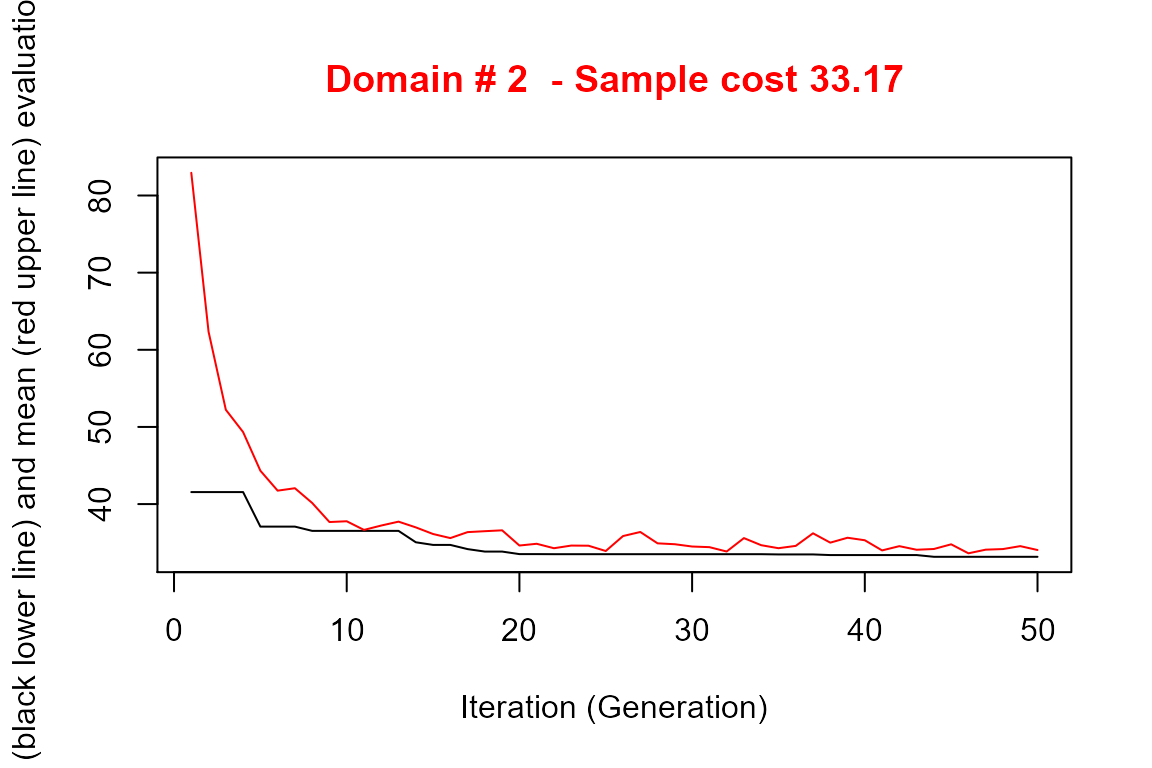 Domain # 2  - Sample cost 33.17
(black lower line) and mean (red upper line) evaluatio
80
70
60
50
40
0 10 20 30 40 50
Iteration (Generation)